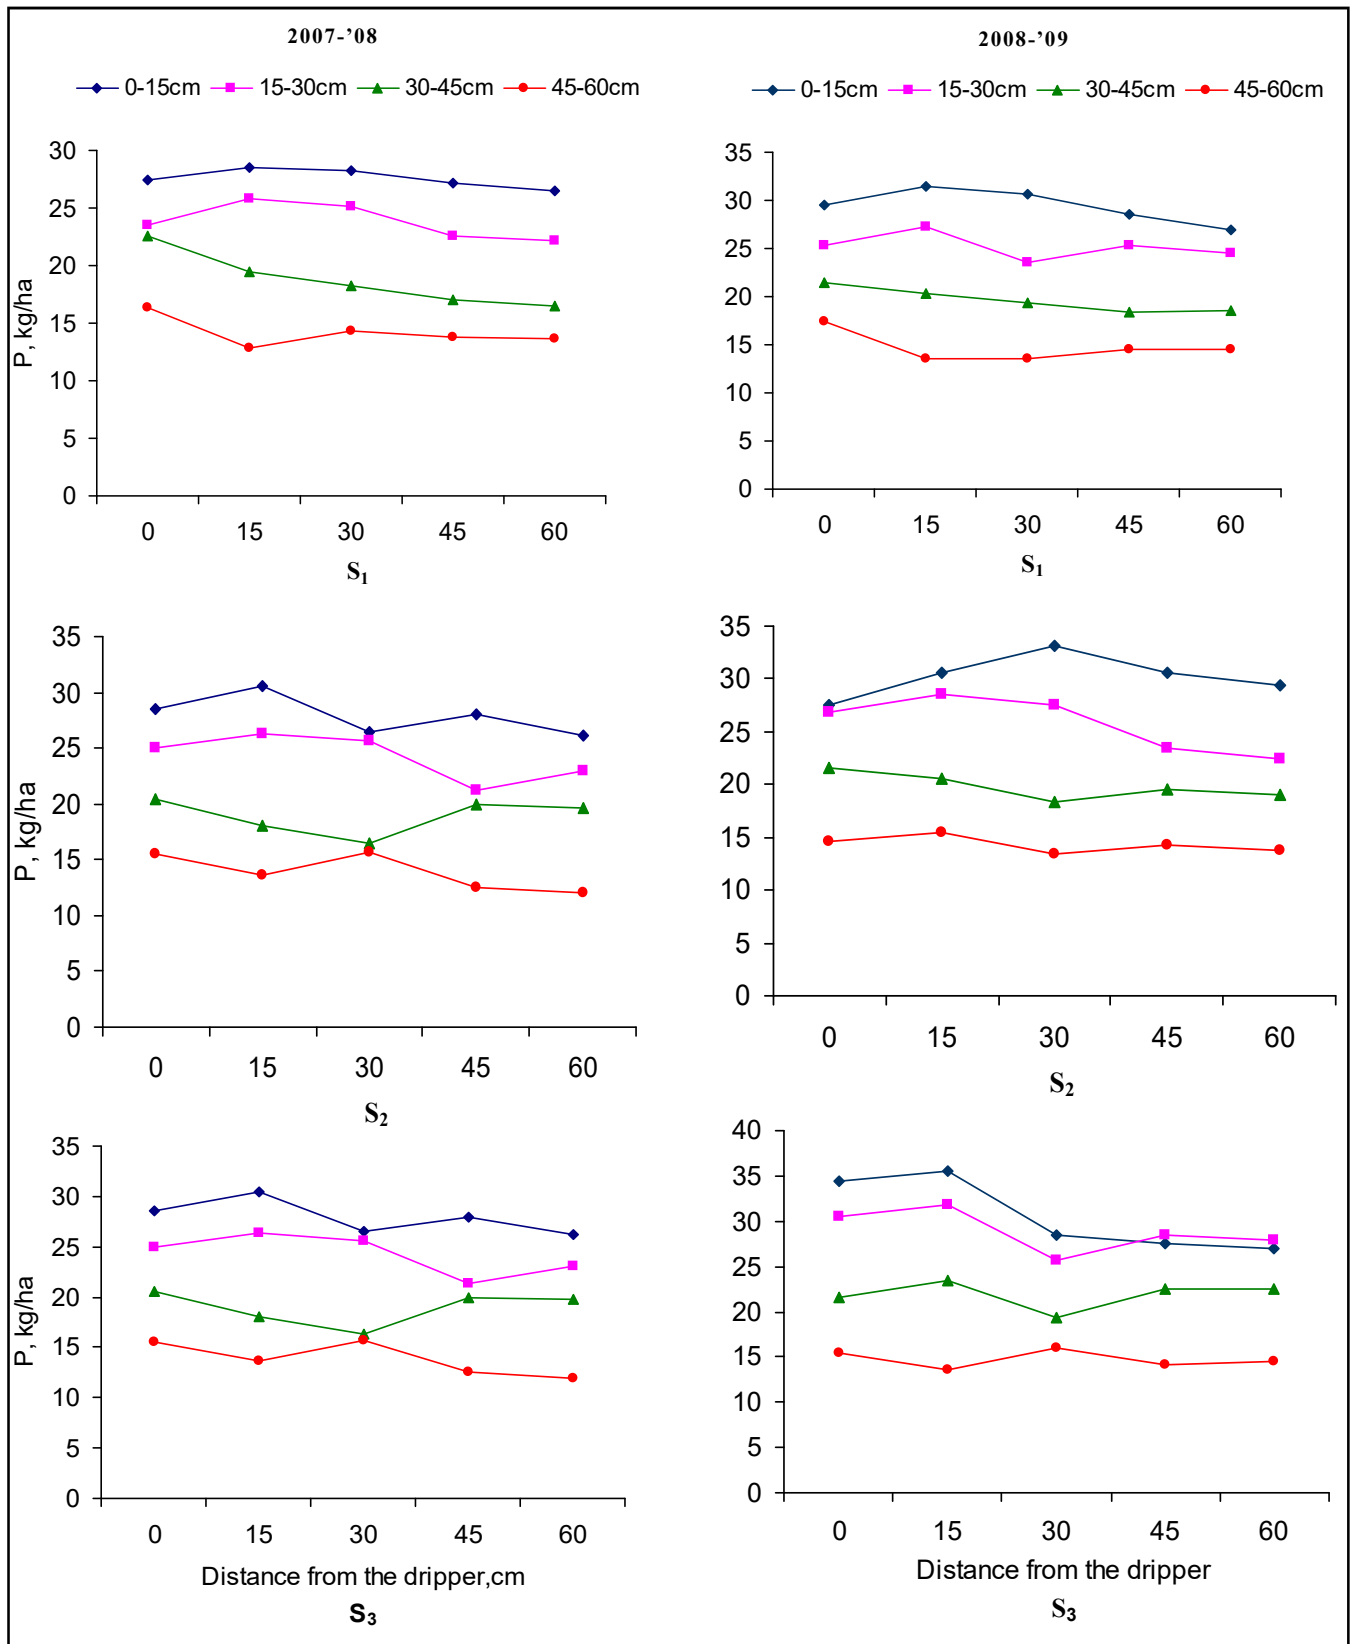 2007-’08
2008-’09
0-15cm 15-30cm 30-45cm 45-60cm
0-15cm 15-30cm 30-45cm 45-60cm
P, kg/ha
30
25
20
15
10
5
0
0 15 30 45 60
S₁
35
30
25
20
15
10
5
0
0 15 30 45 60
S₁
P, kg/ha
35
30
25
20
15
10
5
0
0 15 30 45 60
S₂
35
30
25
20
15
10
5
0
0 15 30 45 60
S₂
P, kg/ha
35
30
25
20
15
10
5
0
0 15 30 45 60
Distance from the dripper,cm
S₃
40
35
30
25
20
15
10
5
0
0 15 30 45 60
Distance from the dripper
S₃